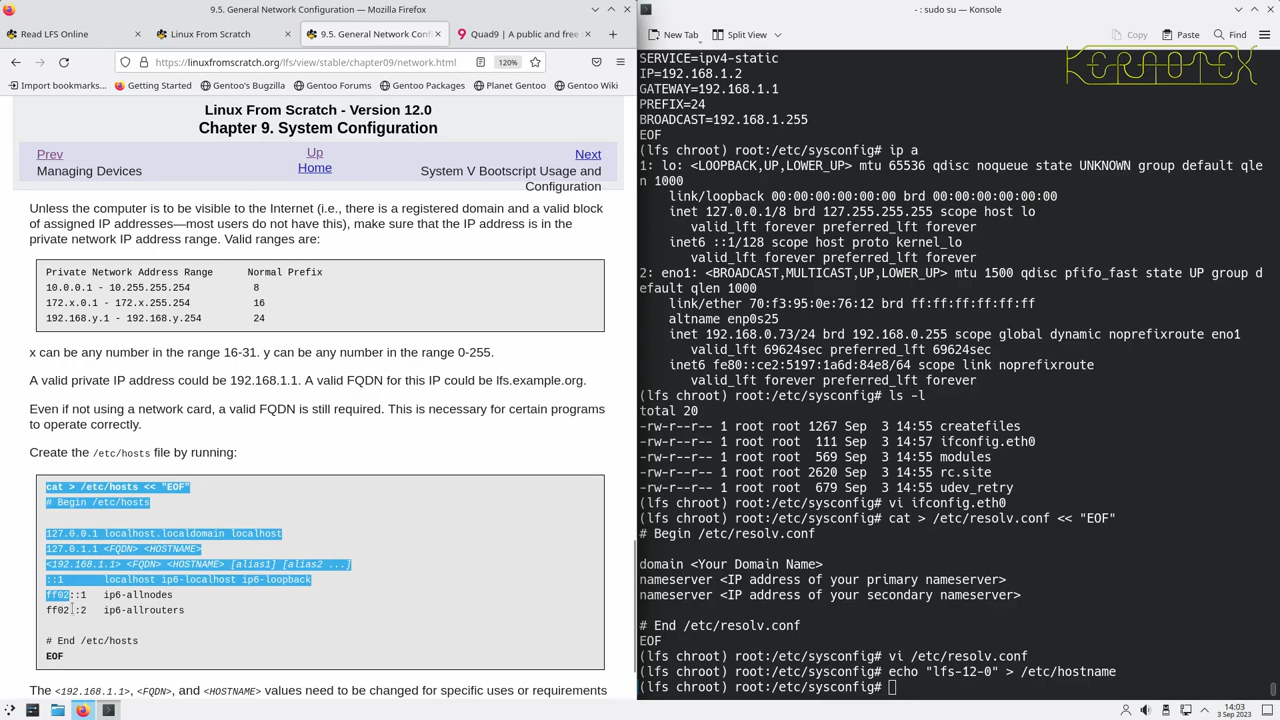 9.5. General Network Configuration — Mozilla Firefox
Read LFS Online
Linux From Scratch
9.5. General Network Conf
Quad9 | A public and free
https://linuxfromscratch.org/lfs/view/stable/chapter09/network.html
120%
Import bookmarks...
Getting Started
Gentoo's Bugzilla
Gentoo Forums
Gentoo Packages
Planet Gentoo
Gentoo Wiki
Linux From Scratch - Version 12.0
Chapter 9. System Configuration
Prev
Up
Next
Managing Devices
Home
System V Bootscript Usage and
Configuration
Unless the computer is to be visible to the Internet (i.e., there is a registered domain and a valid block
of assigned IP addresses—most users do not have this), make sure that the IP address is in the
private network IP address range. Valid ranges are:
Private Network Address Range      Normal Prefix
10.0.0.1 - 10.255.255.254           8
172.x.0.1 - 172.x.255.254           16
192.168.y.1 - 192.168.y.254         24
x can be any number in the range 16-31. y can be any number in the range 0-255.
A valid private IP address could be 192.168.1.1. A valid FQDN for this IP could be lfs.example.org.
Even if not using a network card, a valid FQDN is still required. This is necessary for certain programs
to operate correctly.
Create the /etc/hosts file by running:
cat > /etc/hosts << "EOF"
# Begin /etc/hosts
127.0.0.1 localhost.localdomain localhost
127.0.1.1 <FQDN> <HOSTNAME>
<192.168.1.1> <FQDN> <HOSTNAME> [alias1] [alias2 ...]
::1       localhost ip6-localhost ip6-loopback
ff02::1   ip6-allnodes
ff02::2   ip6-allrouters
# End /etc/hosts
EOF
The <192.168.1.1>, <FQDN>, and <HOSTNAME> values need to be changed for specific uses or requirements
- : sudo su — Konsole
New Tab
Split View
Copy
Paste
Find
KERNOTEX
SERVICE=ipv4-static
IP=192.168.1.2
GATEWAY=192.168.1.1
PREFIX=24
BROADCAST=192.168.1.255
EOF
(lfs chroot) root:/etc/sysconfig# ip a
1: lo: <LOOPBACK,UP,LOWER_UP> mtu 65536 qdisc noqueue state UNKNOWN group default qle
n 1000
link/loopback 00:00:00:00:00:00 brd 00:00:00:00:00:00
inet 127.0.0.1/8 brd 127.255.255.255 scope host lo
valid_lft forever preferred_lft forever
inet6 ::1/128 scope host proto kernel_lo
valid_lft forever preferred_lft forever
2: eno1: <BROADCAST,MULTICAST,UP,LOWER_UP> mtu 1500 qdisc pfifo_fast state UP group d
efault qlen 1000
link/ether 70:f3:95:0e:76:12 brd ff:ff:ff:ff:ff:ff
altname enp0s25
inet 192.168.0.73/24 brd 192.168.0.255 scope global dynamic noprefixroute eno1
valid_lft 69624sec preferred_lft 69624sec
inet6 fe80::ce2:5197:1a6d:84e8/64 scope link noprefixroute
valid_lft forever preferred_lft forever
(lfs chroot) root:/etc/sysconfig# ls -l
total 20
-rw-r--r-- 1 root root 1267 Sep  3 14:55 createfiles
-rw-r--r-- 1 root root  111 Sep  3 14:57 ifconfig.eth0
-rw-r--r-- 1 root root  569 Sep  3 14:55 modules
-rw-r--r-- 1 root root 2620 Sep  3 14:55 rc.site
-rw-r--r-- 1 root root  679 Sep  3 14:55 udev_retry
(lfs chroot) root:/etc/sysconfig# vi ifconfig.eth0
(lfs chroot) root:/etc/sysconfig# cat > /etc/resolv.conf << "EOF"
# Begin /etc/resolv.conf
domain <Your Domain Name>
nameserver <IP address of your primary nameserver>
nameserver <IP address of your secondary nameserver>
# End /etc/resolv.conf
EOF
(lfs chroot) root:/etc/sysconfig# vi /etc/resolv.conf
(lfs chroot) root:/etc/sysconfig# echo "lfs-12-0" > /etc/hostname
(lfs chroot) root:/etc/sysconfig#
14:03
3 Sep 2023